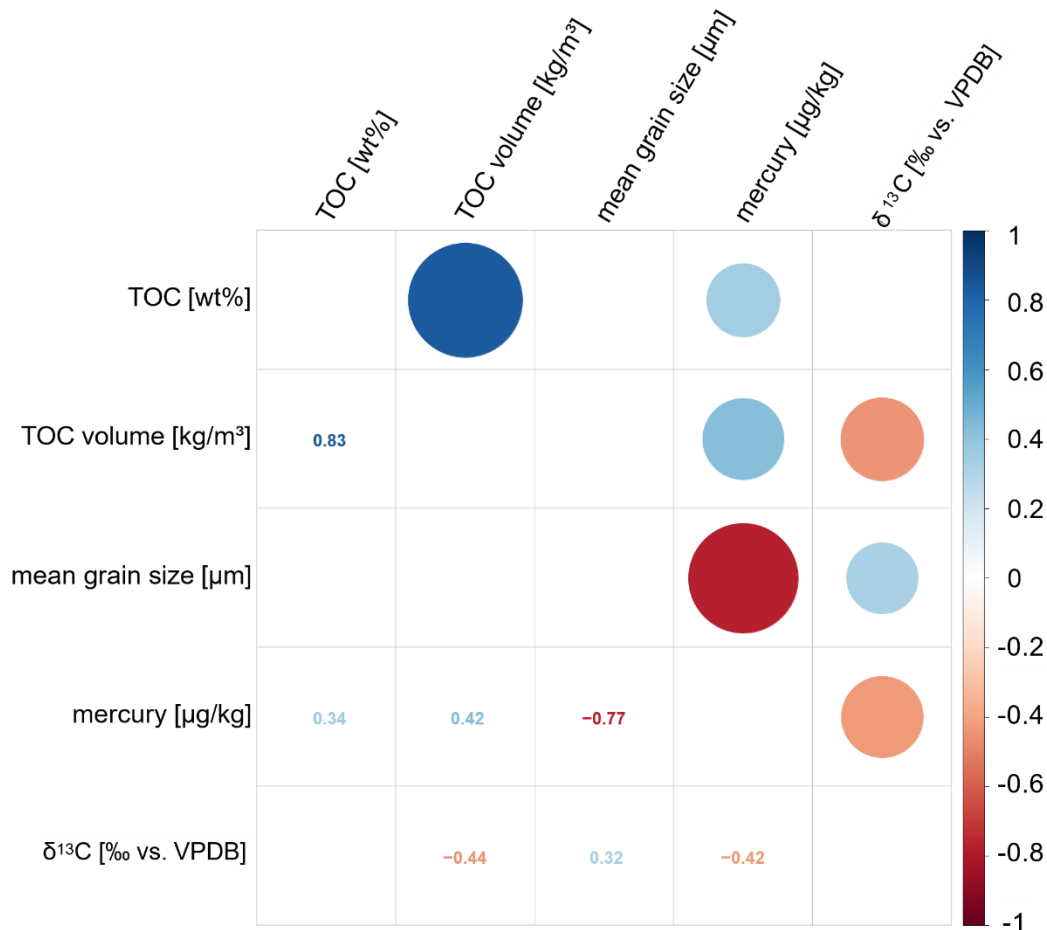 TOC [wt%]
TOC volume [kg/m³]
mean grain size [µm]
mercury [µg/kg]
δ ¹³C [‰ vs. VPDB]
TOC [wt%]
TOC volume [kg/m³]
0.83
mean grain size [µm]
mercury [µg/kg]
0.34 0.42 −0.77
δ¹³C [‰ vs. VPDB]
−0.44 0.32 −0.42
1
0.8
0.6
0.4
0.2
0
-0.2
-0.4
-0.6
-0.8
-1